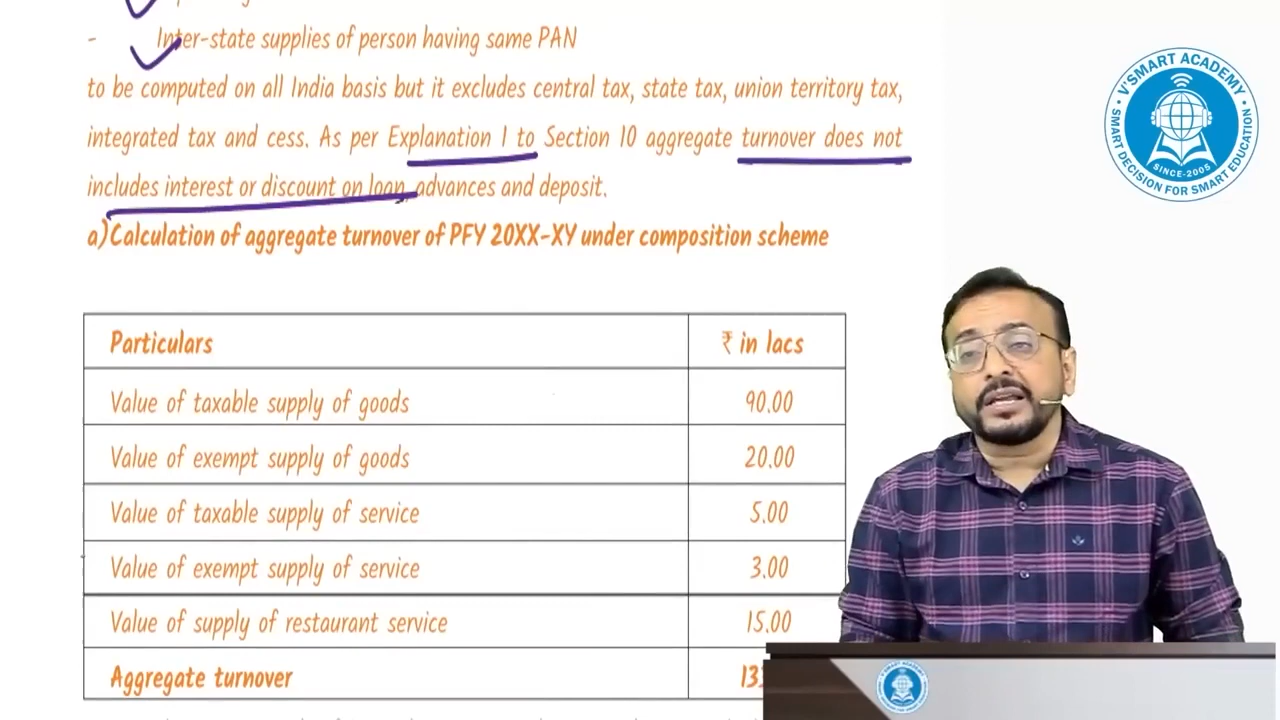 - Inter-state supplies of person having same PAN
to be computed on all India basis but it excludes central tax, state tax, union territory tax,
integrated tax and cess. As per Explanation 1 to Section 10 aggregate turnover does not
includes interest or discount on loan, advances and deposit.
a) Calculation of aggregate turnover of PFY 20XX-XY under composition scheme
Particulars ₹ in lacs
Value of taxable supply of goods 90.00
Value of exempt supply of goods 20.00
Value of taxable supply of service 5.00
Value of exempt supply of service 3.00
Value of supply of restaurant service 15.00
Aggregate turnover
V'SMART ACADEMY
SMART DECISION FOR SMART EDUCATION
SINCE-2005